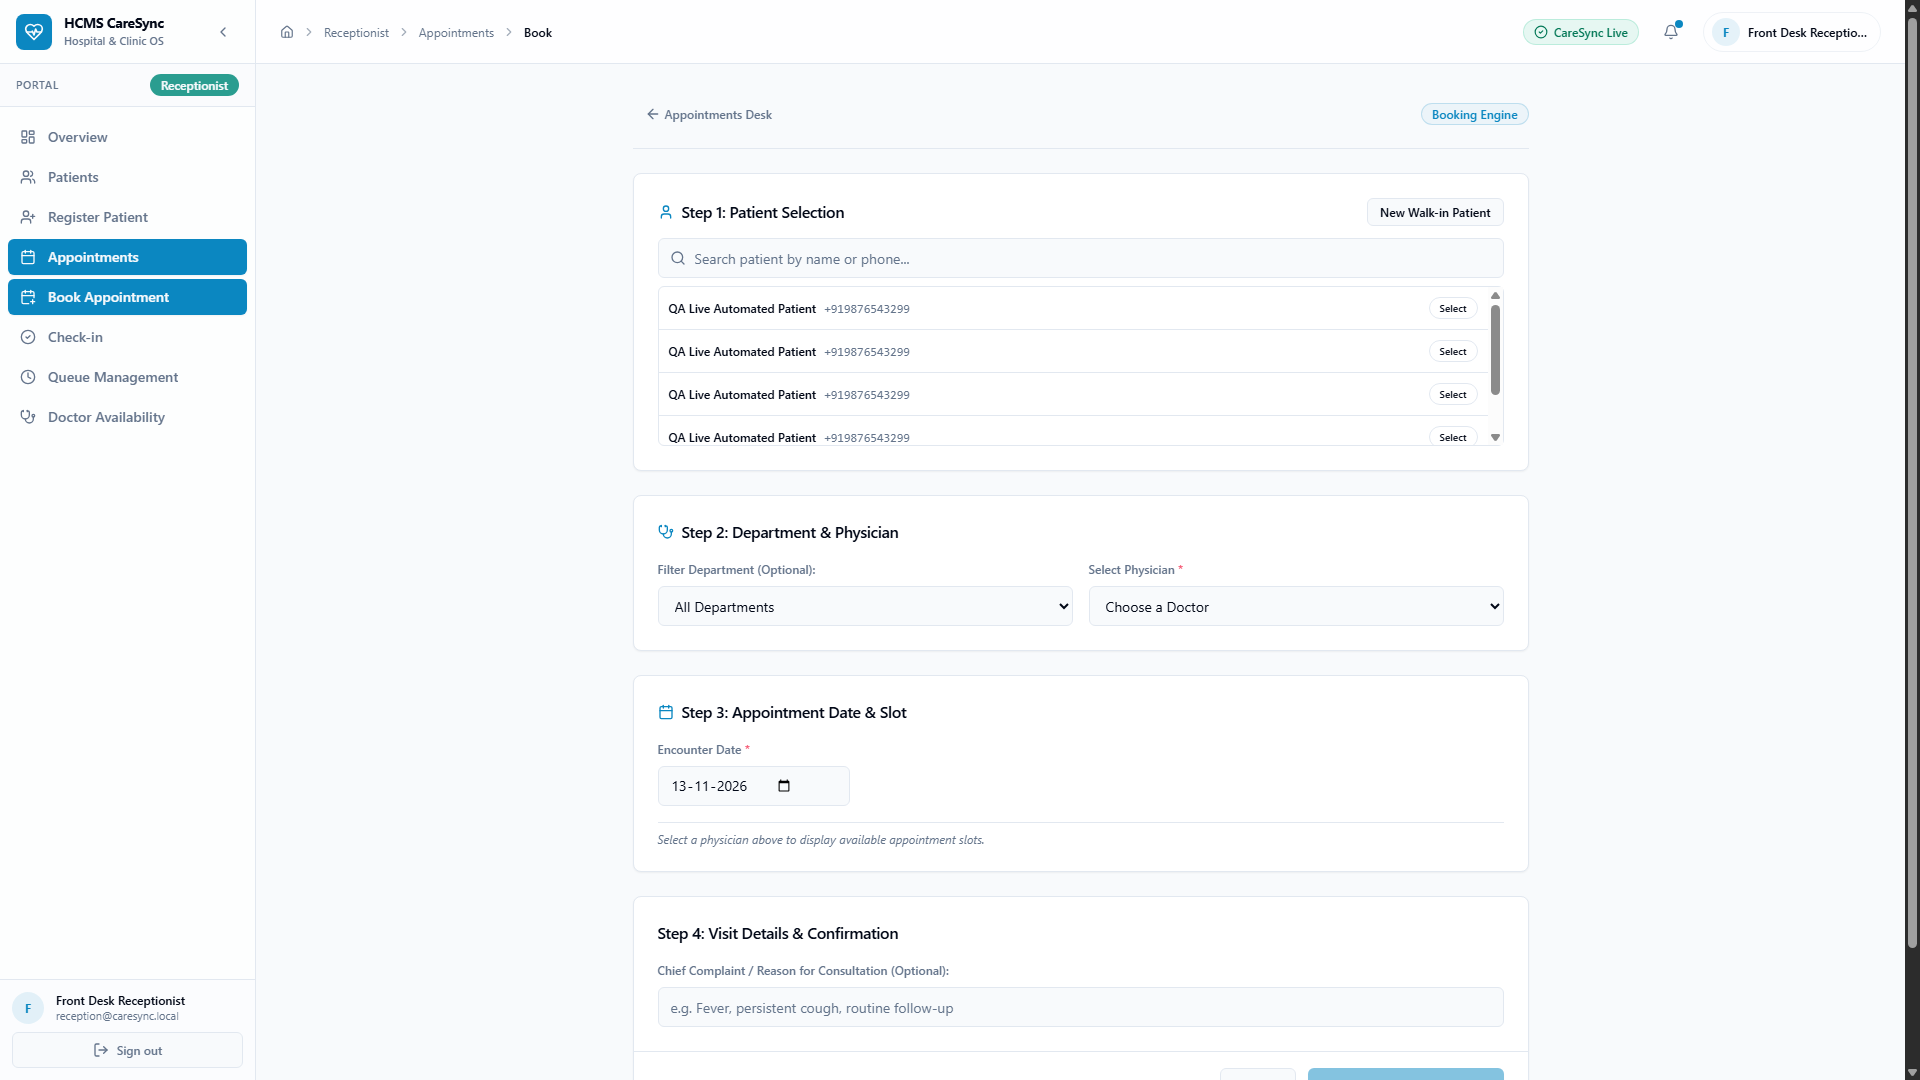 HCMS CareSync
Hospital & Clinic OS
PORTAL
Receptionist
Overview
Patients
Register Patient
Appointments
Book Appointment
Check-in
Queue Management
Doctor Availability
F
Front Desk Receptionist
reception@caresync.local
Sign out
Receptionist
Appointments
Book
CareSync Live
F
Front Desk Receptio...
Appointments Desk
Booking Engine
Step 1: Patient Selection
New Walk-in Patient
Search patient by name or phone...
QA Live Automated Patient +919876543299 Select
QA Live Automated Patient +919876543299 Select
QA Live Automated Patient +919876543299 Select
QA Live Automated Patient +919876543299 Select
Step 2: Department & Physician
Filter Department (Optional):
Select Physician *
All Departments
Choose a Doctor
Step 3: Appointment Date & Slot
Encounter Date *
13-11-2026
Select a physician above to display available appointment slots.
Step 4: Visit Details & Confirmation
Chief Complaint / Reason for Consultation (Optional):
e.g. Fever, persistent cough, routine follow-up